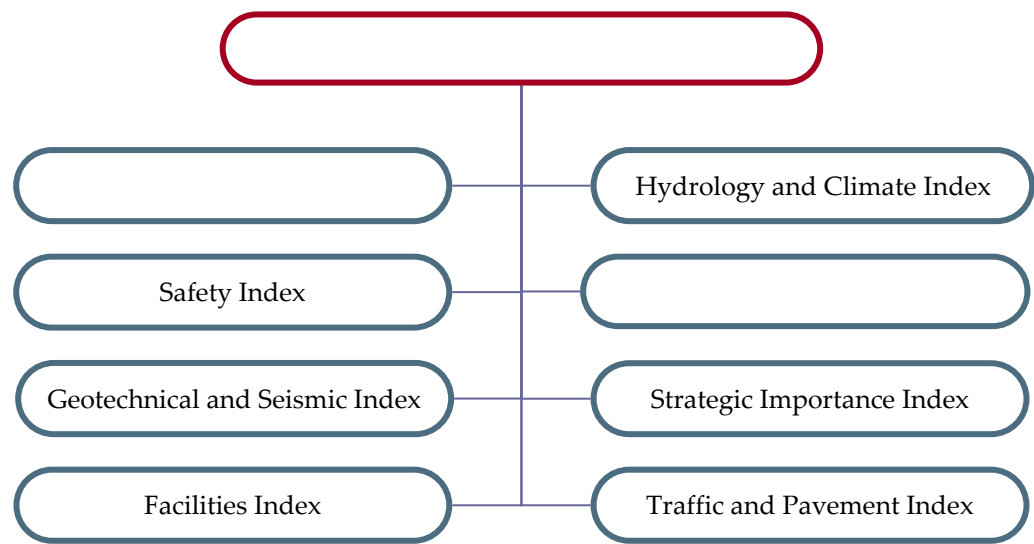 Hydrology and Climate Index
Safety Index
Geotechnical and Seismic Index
Strategic Importance Index
Facilities Index
Traffic and Pavement Index